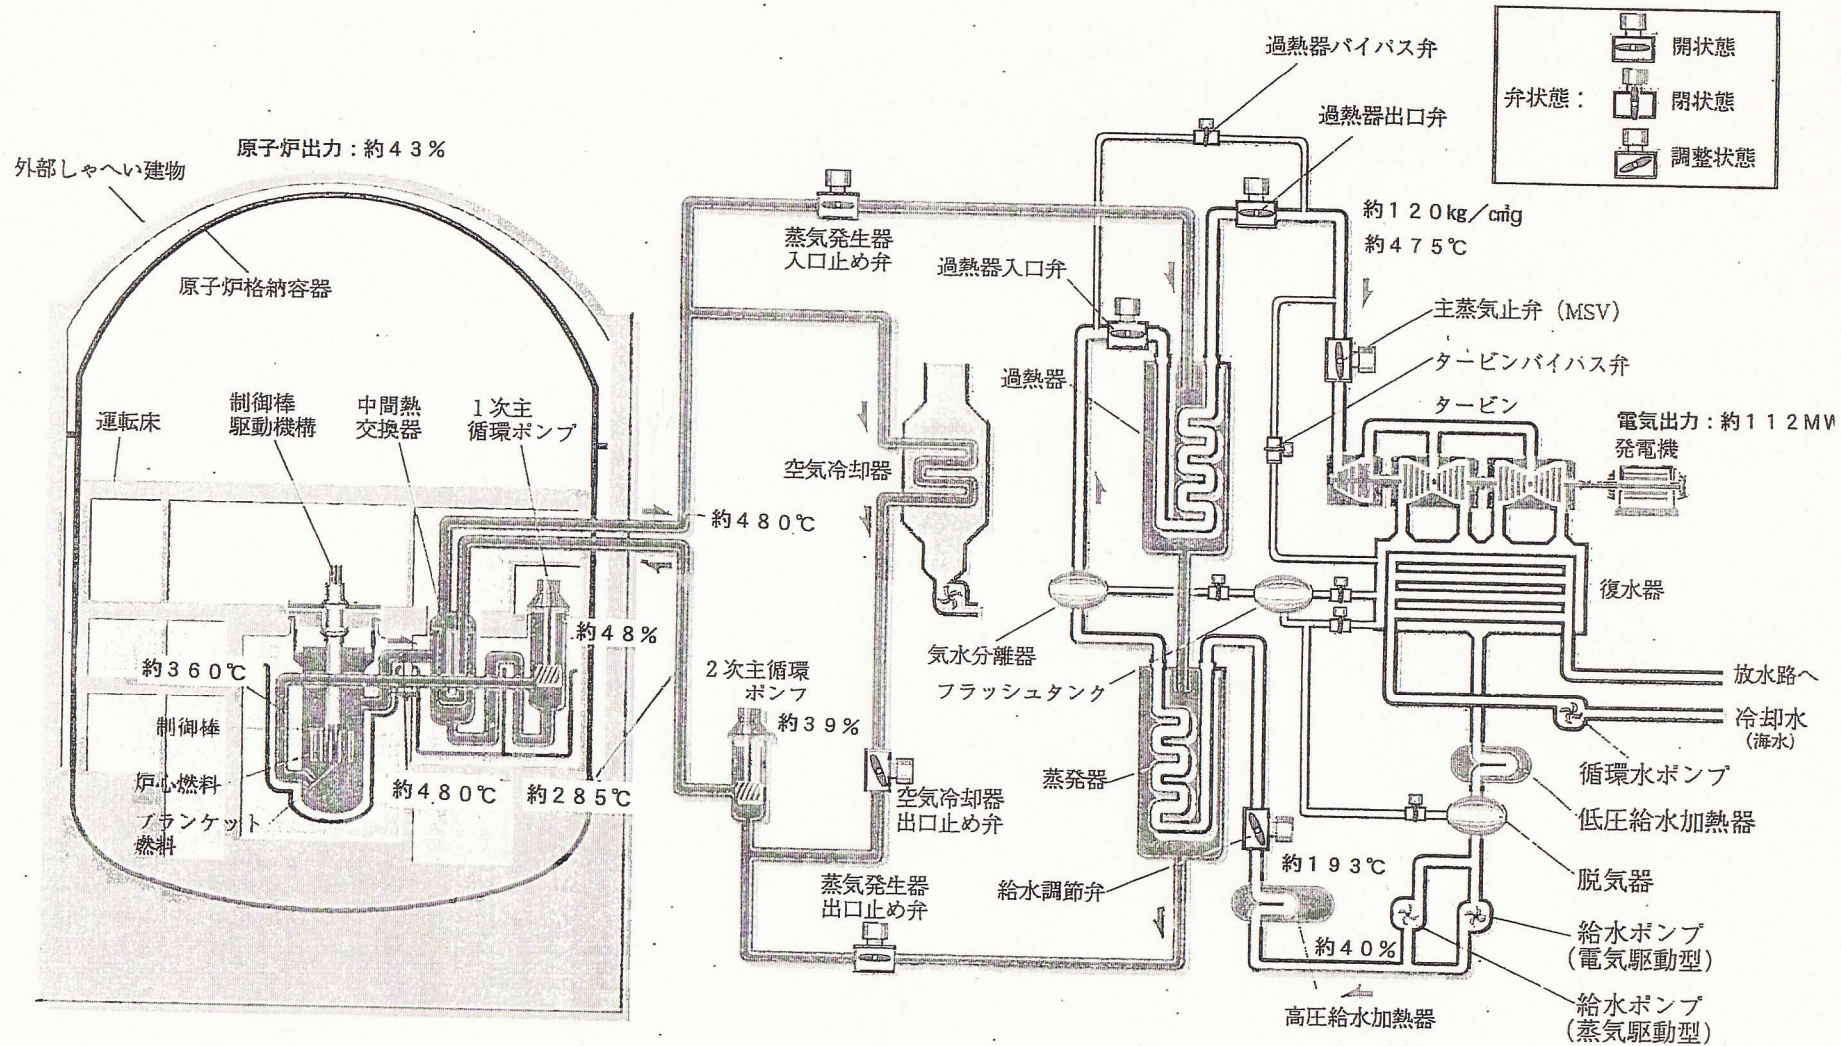 過熱器バイパス弁
開状態
弁状態：
閉状態
調整状態
過熱器出口弁
原子炉出力：約４３％
外部しゃへい建物
原子炉格納容器
蒸気発生器
入口止め弁
過熱器入口弁
約１２０kg／cm²g
約４７５℃
主蒸気止弁（MSV）
タービンバイパス弁
過熱器
タービン
電気出力：約１１２MW
発電機
運転床
制御棒
駆動機構
中間熱
交換器
１次主
循環ポンプ
空気冷却器
約４８０℃
復水器
約４８％
気水分離器
フラッシュタンク
放水路へ
冷却水
（海水）
約３６０℃
２次主循環
ポンプ
約３９％
制御棒
炉心燃料
ブランケット
燃料
約４８０℃
約２８５℃
空気冷却器
出口止め弁
蒸発器
循環水ポンプ
低圧給水加熱器
約１９３℃
脱気器
蒸気発生器
出口止め弁
給水調節弁
約４０％
給水ポンプ
（電気駆動型）
高圧給水加熱器
給水ポンプ
（蒸気駆動型）